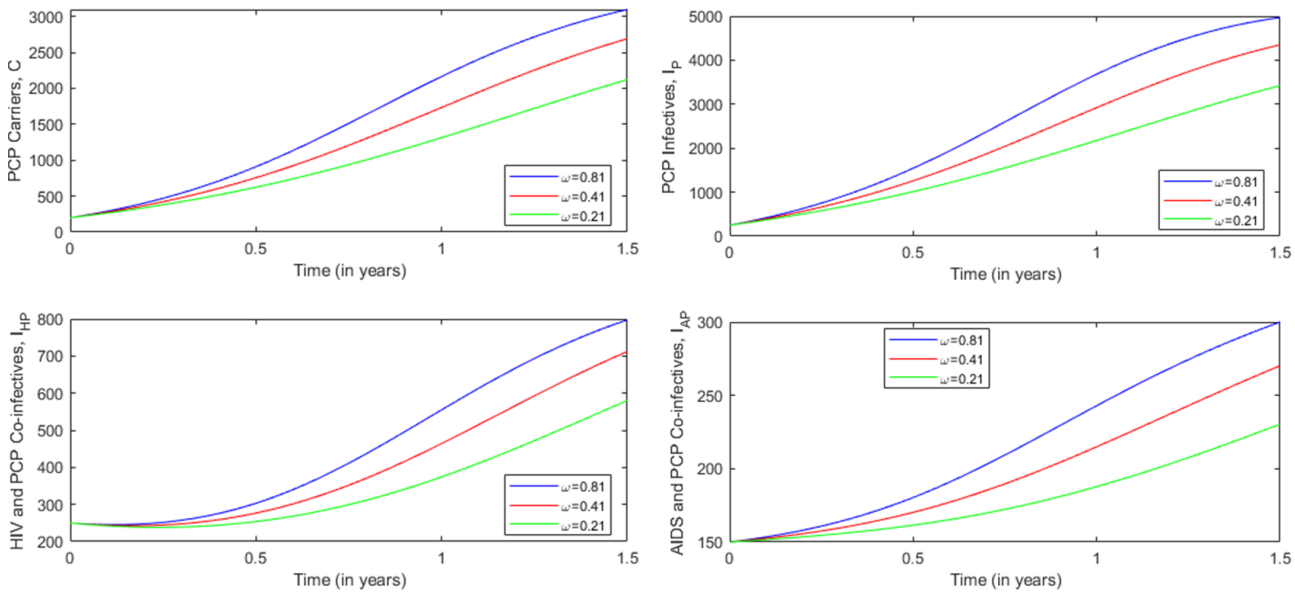 PCP Carriers, C
3000
2500
2000
1500
1000
500
0
0 0.5 1 1.5
Time (in years)
ω=0.81
ω=0.41
ω=0.21
PCP Infectives, I_P
5000
4000
3000
2000
1000
0
0 0.5 1 1.5
Time (in years)
ω=0.81
ω=0.41
ω=0.21
HIV and PCP Co-infectives, I_HP
800
700
600
500
400
300
200
0 0.5 1 1.5
Time (in years)
ω=0.81
ω=0.41
ω=0.21
AIDS and PCP Co-infectives, I_AP
300
250
200
150
0 0.5 1 1.5
Time (in years)
ω=0.81
ω=0.41
ω=0.21